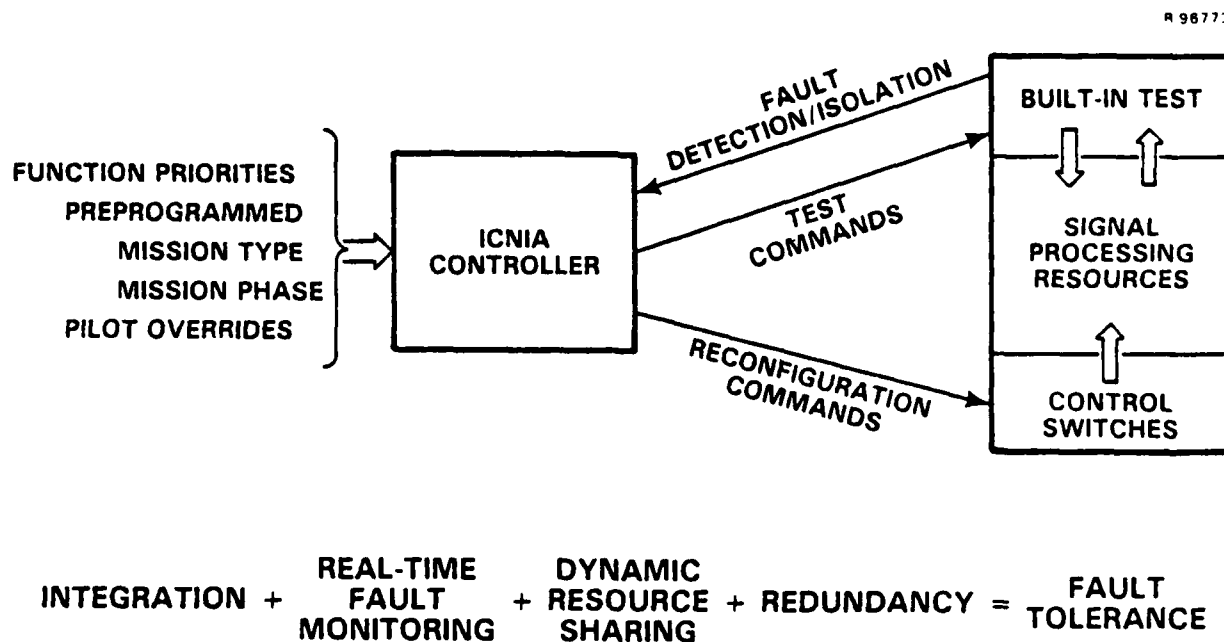 R 96773
FUNCTION PRIORITIES
PREPROGRAMMED
MISSION TYPE
MISSION PHASE
PILOT OVERRIDES
ICNIA
CONTROLLER
FAULT
DETECTION/ISOLATION
TEST
COMMANDS
RECONFIGURATION
COMMANDS
BUILT-IN TEST
SIGNAL
PROCESSING
RESOURCES
CONTROL
SWITCHES
INTEGRATION + REAL-TIME FAULT MONITORING + DYNAMIC RESOURCE SHARING + REDUNDANCY = FAULT TOLERANCE